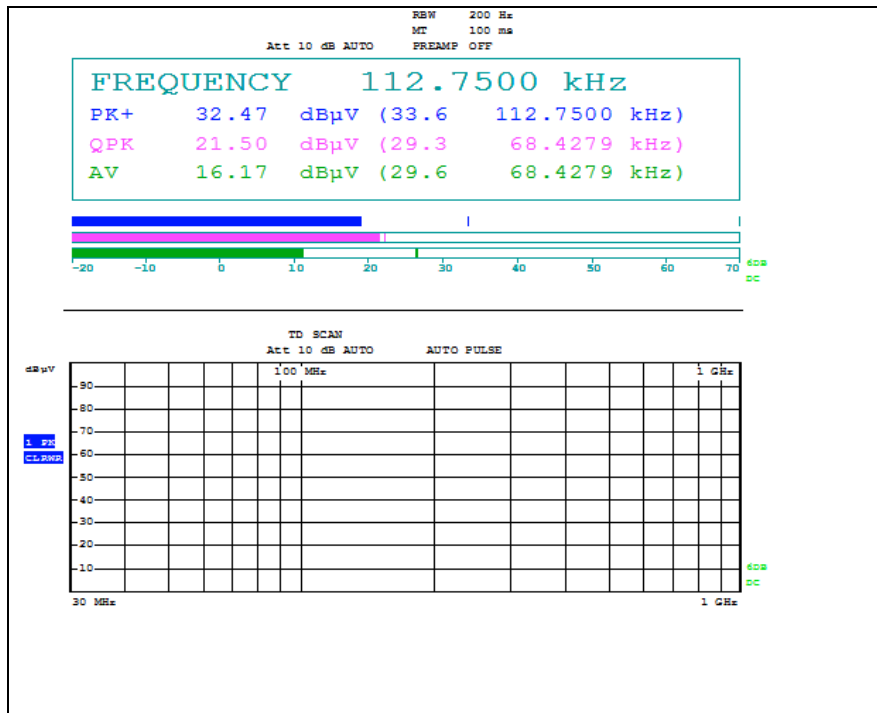 RBW 200 Hz
MT 100 ms
Att 10 dB AUTO PREAMP OFF
FREQUENCY 112.7500 kHz
PK+ 32.47 dBµV (33.6 112.7500 kHz)
QPK 21.50 dBµV (29.3 68.4279 kHz)
AV 16.17 dBµV (29.6 68.4279 kHz)
-20 -10 0 10 20 30 40 50 60 70
6DB
DC
TD SCAN
Att 10 dB AUTO AUTO PULSE
dBµV
100 MHz 1 GHz
90
80
70
1 PK
60
CLRWR
50
40
30
20
10
6DB
DC
30 MHz 1 GHz